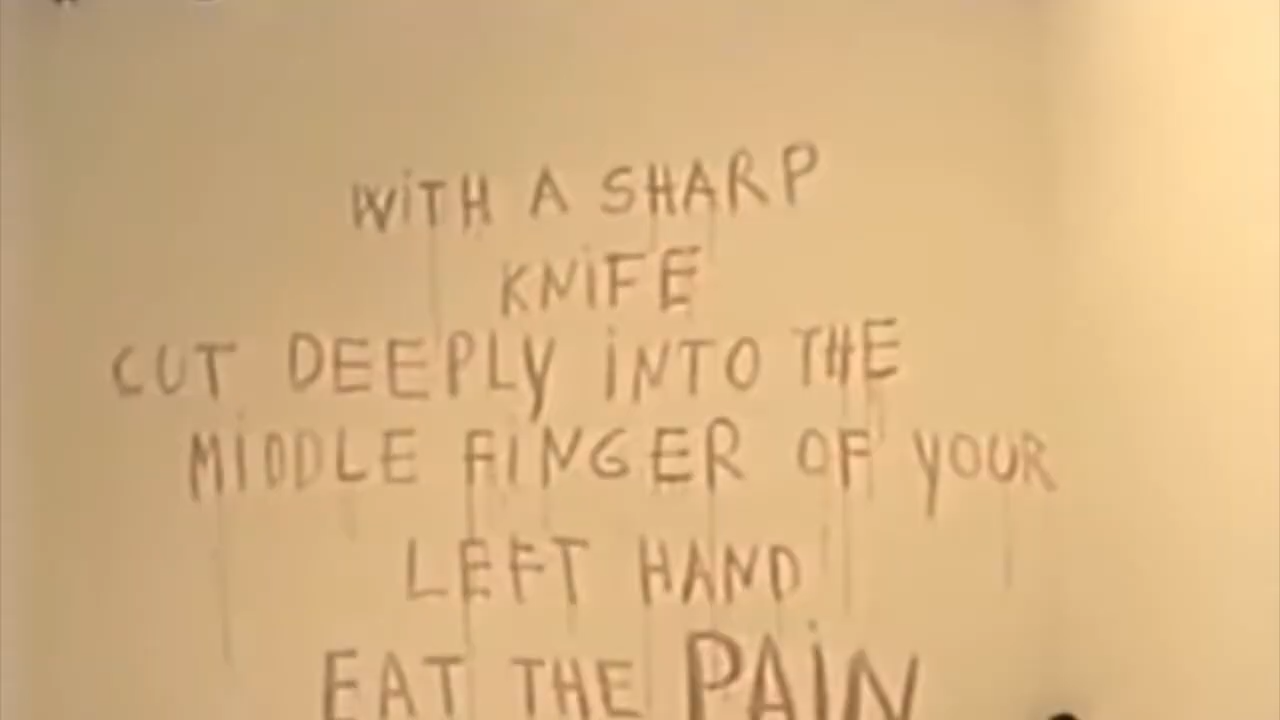 WiTH A SHARP
KNiFE
CUT DEEPLY iNTO THE
MiDDLE FiNGER OF YOUR
LEFT HAND
EAT THE PAiN